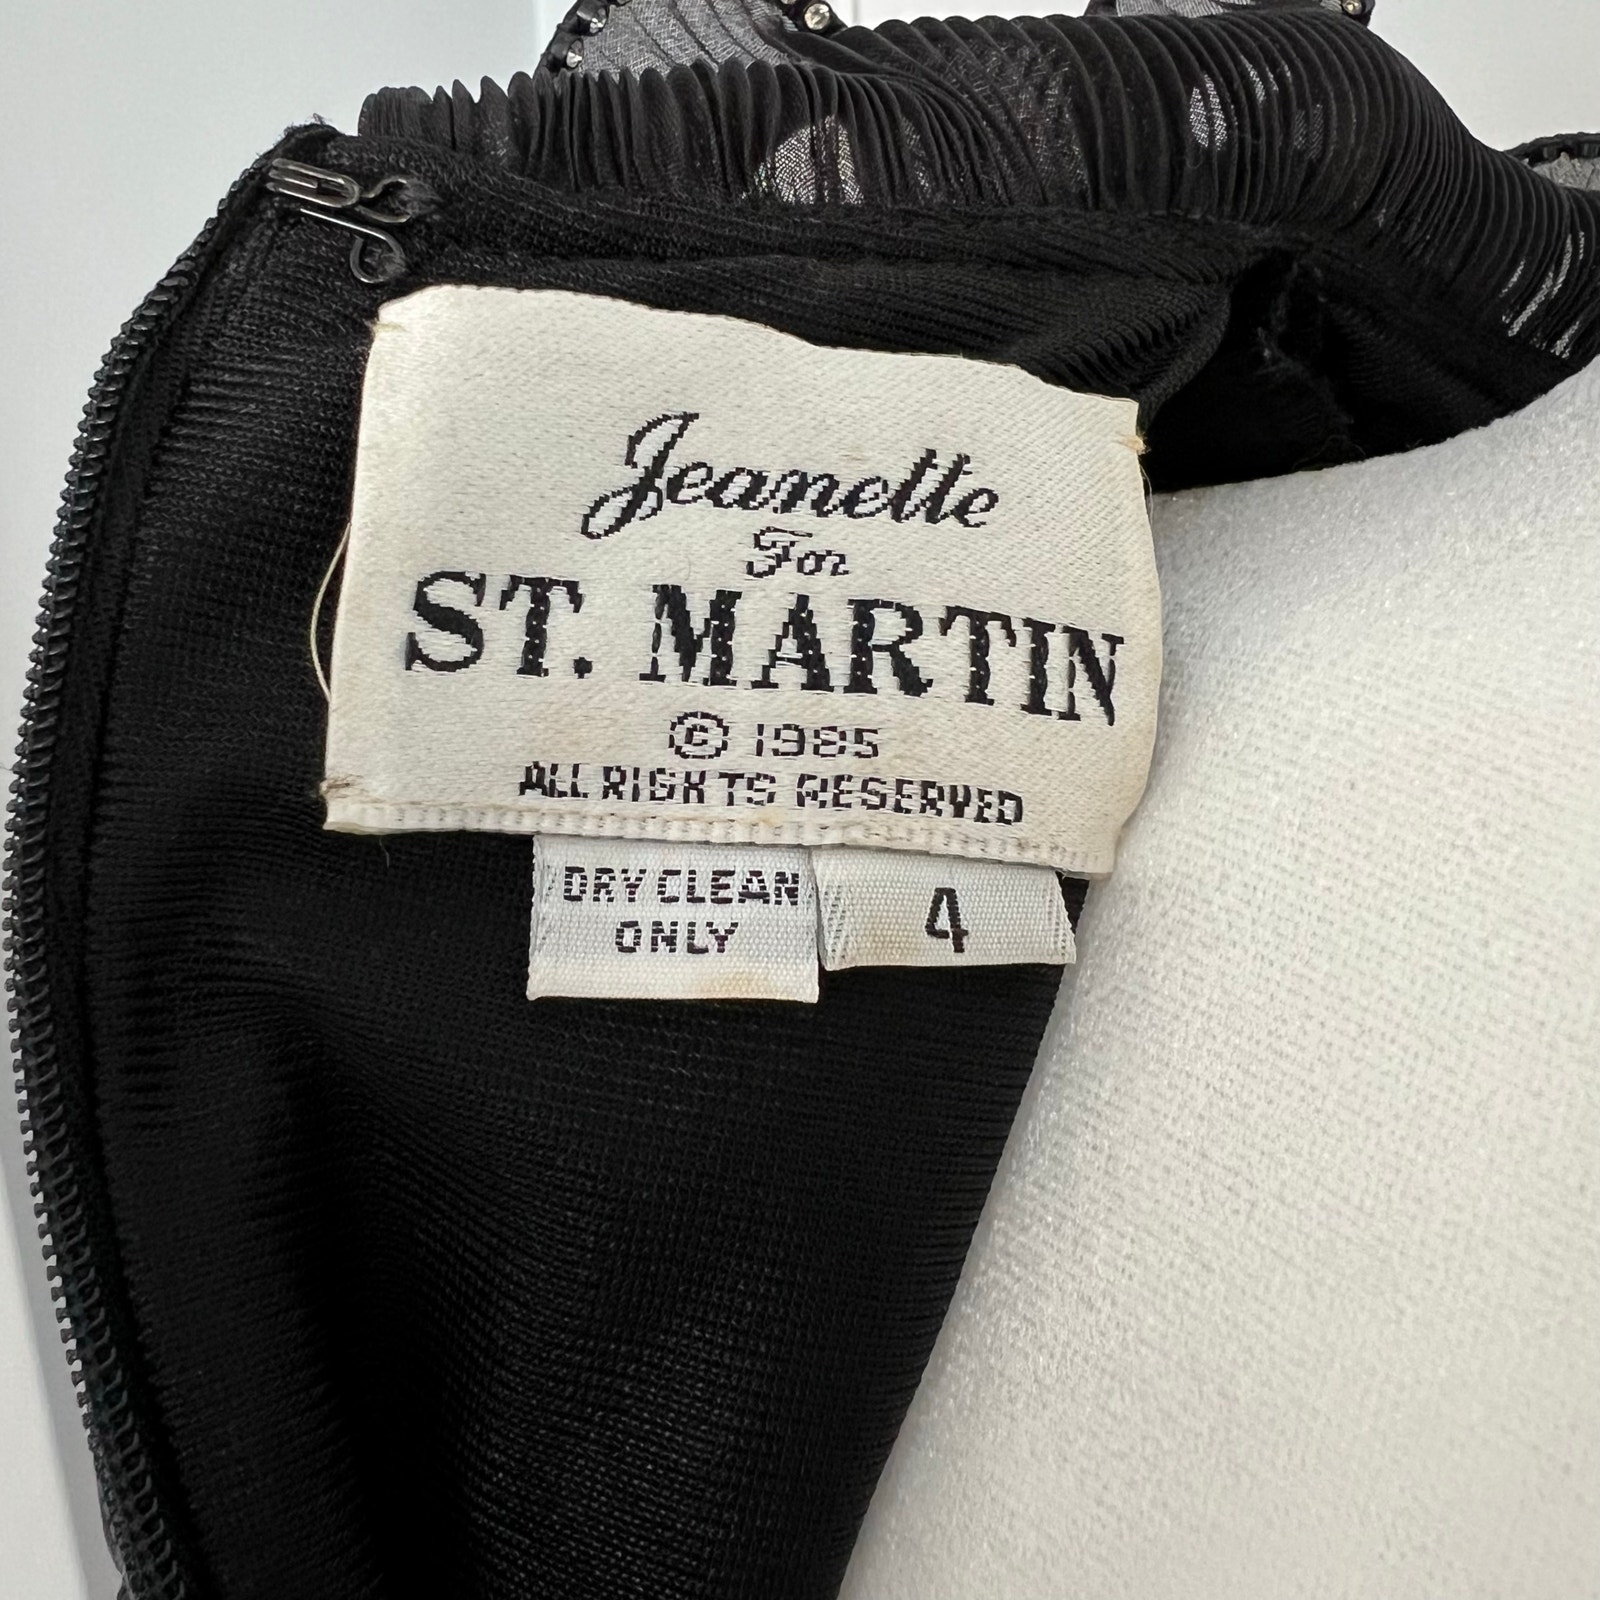 Jeanette
For
ST. MARTIN
© 1985
ALL RIGHTS RESERVED
DRY CLEAN
ONLY
4